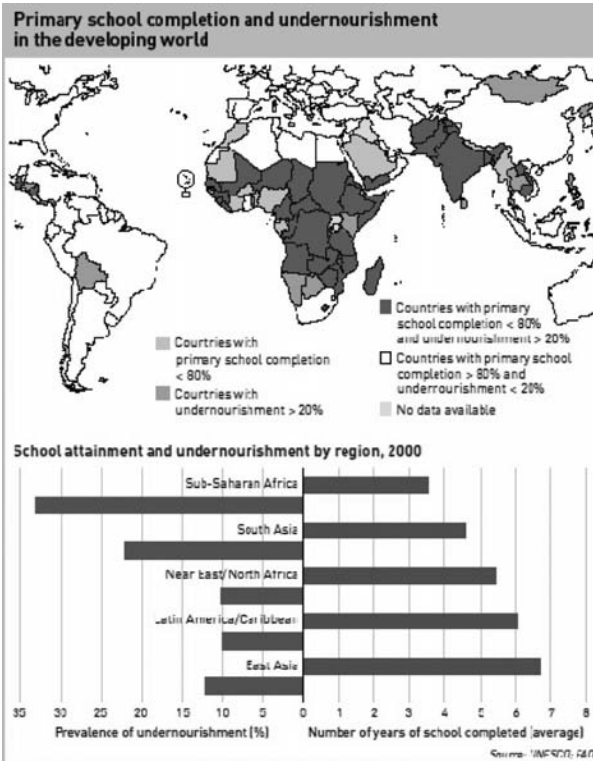 Primary school completion and undernourishment
in the developing world
Countries with
primary school completion
< 80%
Countries with
undernourishment > 20%
Countries with primary
school completion < 80%
and undernourishment > 20%
Countries with primary school
completion > 80% and
undernourishment < 20%
No data available
School attainment and undernourishment by region, 2000
Sub-Saharan Africa
South Asia
Near East/North Africa
Latin America/Caribbean
East Asia
35 30 25 20 15 10 5 0 1 2 3 4 5 6 7 8
Prevalence of undernourishment (%) Number of years of school completed (average)
Source: UNESCO; FAO